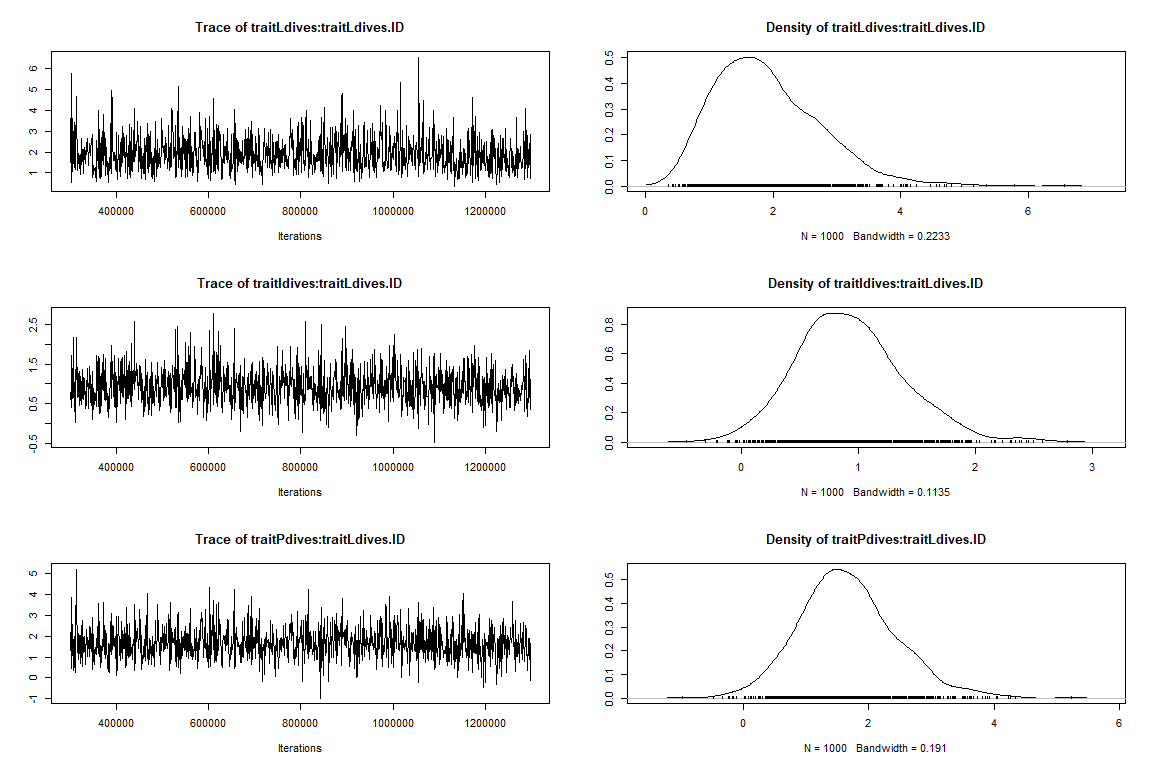 Trace of traitLdives:traitLdives.ID
Density of traitLdives:traitLdives.ID
1 2 3 4 5 6
400000 600000 800000 1000000 1200000
Iterations
0.0 0.1 0.2 0.3 0.4 0.5
0 2 4 6
N = 1000 Bandwidth = 0.2233
Trace of traitIdives:traitLdives.ID
Density of traitIdives:traitLdives.ID
-0.5 0.5 1.5 2.5
400000 600000 800000 1000000 1200000
Iterations
0.0 0.2 0.4 0.6 0.8
0 1 2 3
N = 1000 Bandwidth = 0.1135
Trace of traitPdives:traitLdives.ID
Density of traitPdives:traitLdives.ID
-1 0 1 2 3 4 5
400000 600000 800000 1000000 1200000
Iterations
0.0 0.1 0.2 0.3 0.4 0.5
0 2 4 6
N = 1000 Bandwidth = 0.191